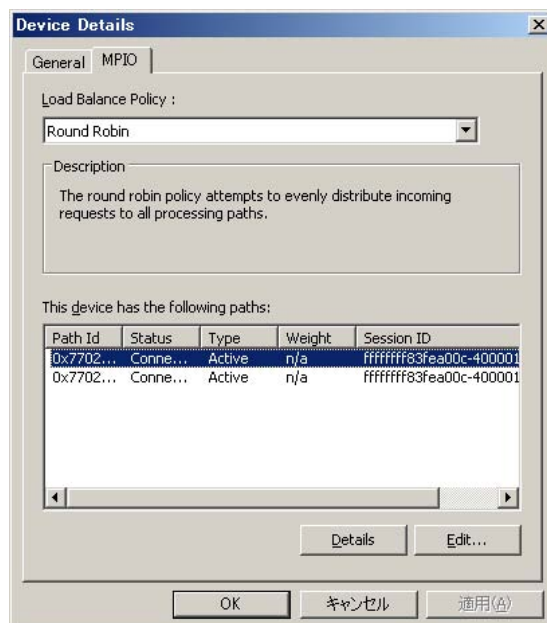 Device Details
General MPIO
Load Balance Policy :
Round Robin
Description
The round robin policy attempts to evenly distribute incoming
requests to all processing paths.
This device has the following paths:
Path Id Status Type Weight Session ID
0x7702... Conne... Active n/a ffffffff83fea00c-400001
0x7702... Conne... Active n/a ffffffff83fea00c-400001
Details Edit...
OK キャンセル 適用(A)